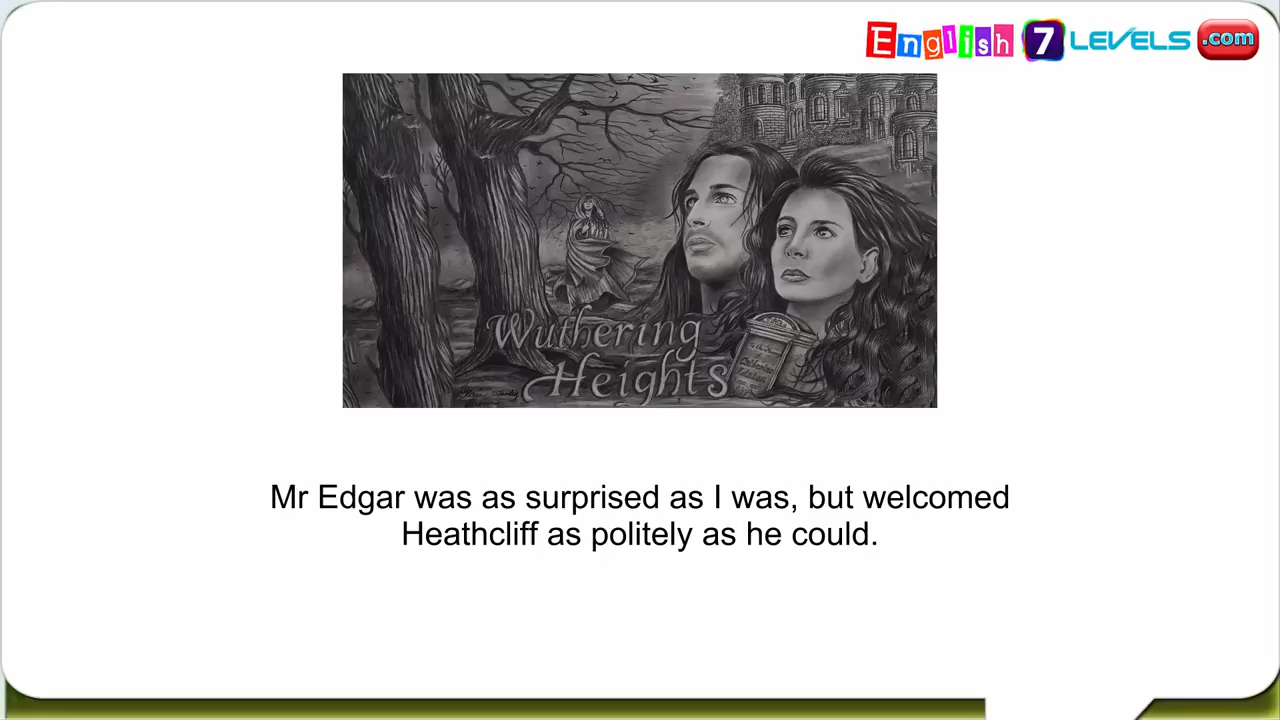 English 7 LEVELS .com
Wuthering
Heights
Mr Edgar was as surprised as I was, but welcomed
Heathcliff as politely as he could.